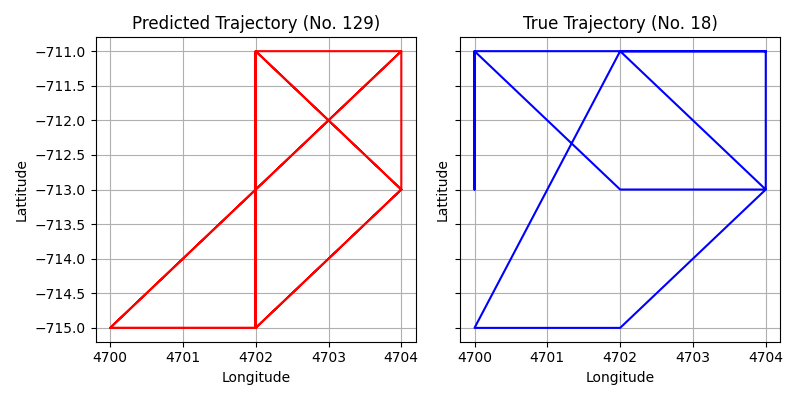 Predicted Trajectory (No. 129)
True Trajectory (No. 18)
Lattitude
−711.0
−711.5
−712.0
−712.5
−713.0
−713.5
−714.0
−714.5
−715.0
4700 4701 4702 4703 4704
Longitude
Lattitude
4700 4701 4702 4703 4704
Longitude